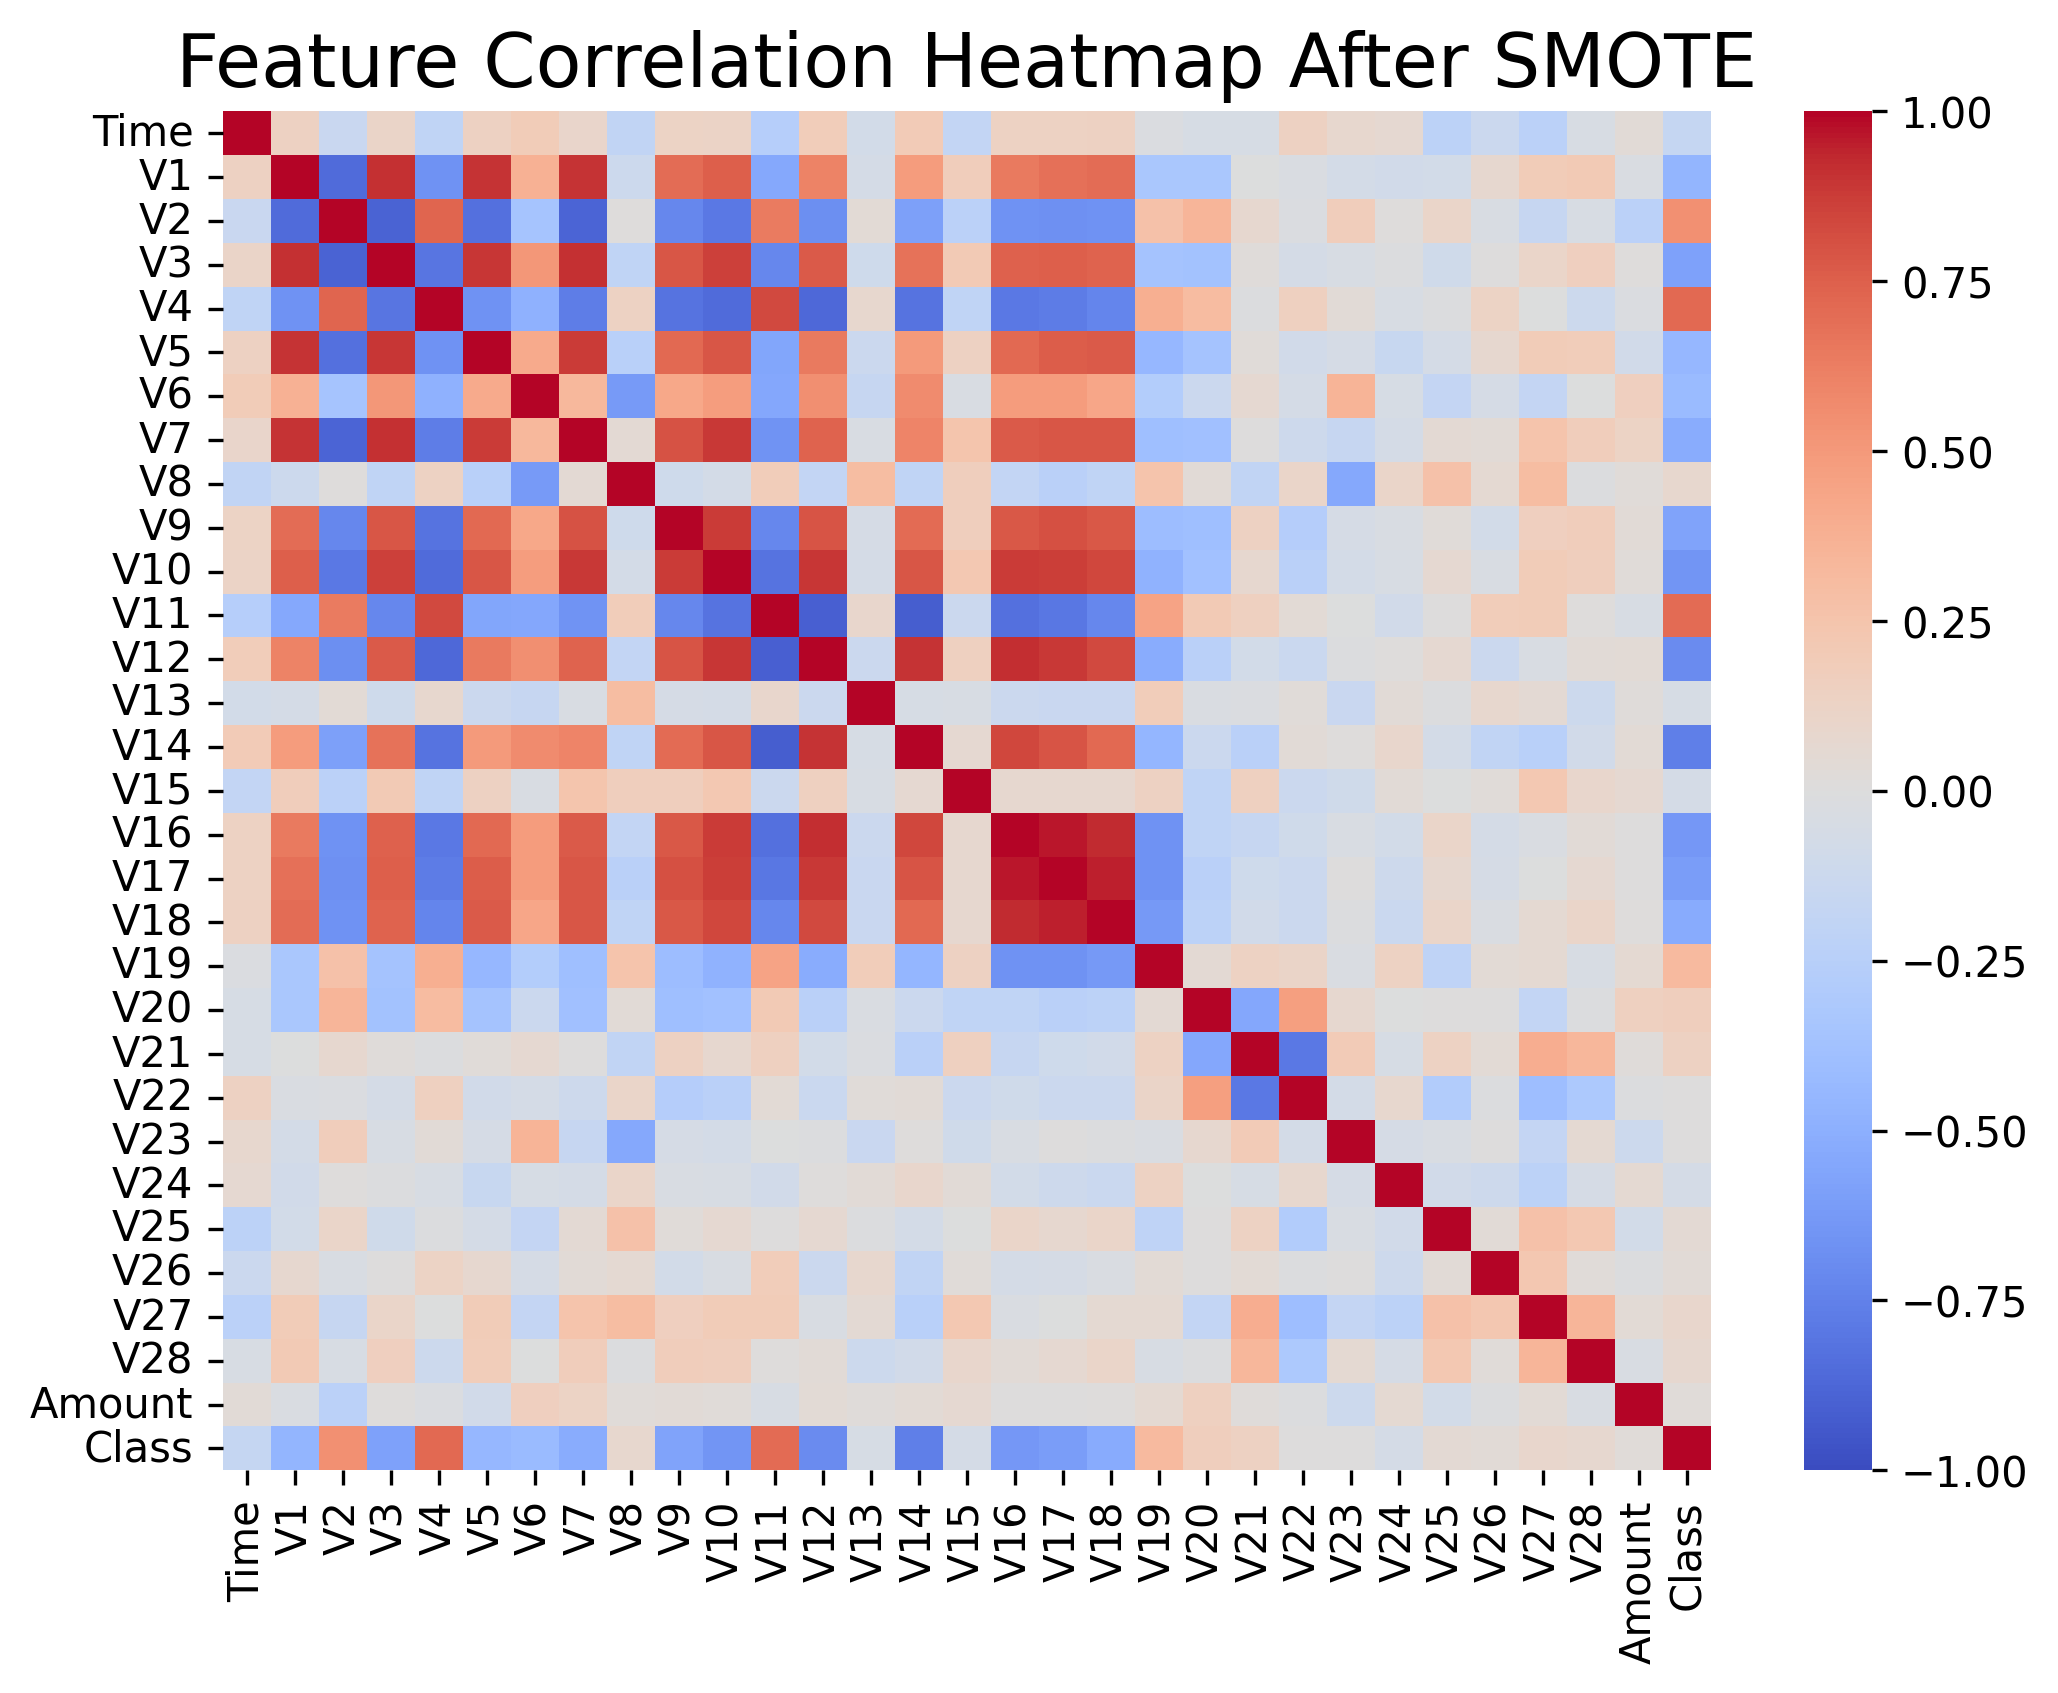 Feature Correlation Heatmap After SMOTE
Time
V1
V2
V3
V4
V5
V6
V7
V8
V9
V10
V11
V12
V13
V14
V15
V16
V17
V18
V19
V20
V21
V22
V23
V24
V25
V26
V27
V28
Amount
Class
Time
V1
V2
V3
V4
V5
V6
V7
V8
V9
V10
V11
V12
V13
V14
V15
V16
V17
V18
V19
V20
V21
V22
V23
V24
V25
V26
V27
V28
Amount
Class
1.00
0.75
0.50
0.25
0.00
−0.25
−0.50
−0.75
−1.00